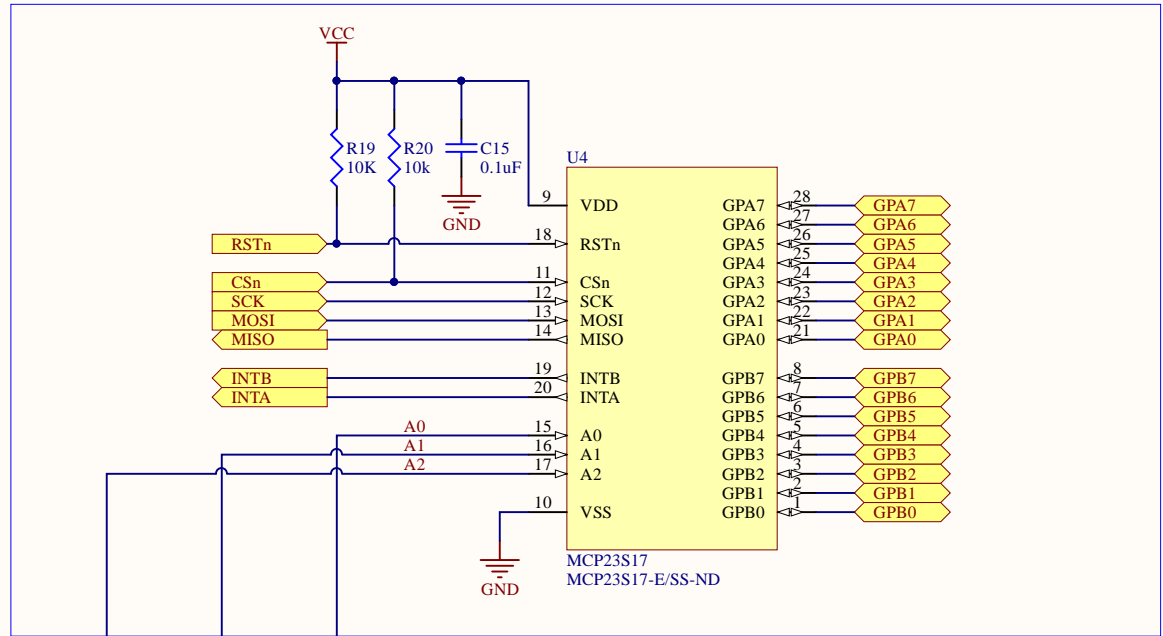 VCC
R19
10K
R20
10k
C15
0.1uF
GND
U4
9 VDD
RSTn 18 RSTn
CSn 11 CSn
SCK 12 SCK
MOSI 13 MOSI
MISO 14 MISO
INTB 19 INTB
INTA 20 INTA
A0 15 A0
A1 16 A1
A2 17 A2
10 VSS
GND
GPA7 28 GPA7
GPA6 27 GPA6
GPA5 26 GPA5
GPA4 25 GPA4
GPA3 24 GPA3
GPA2 23 GPA2
GPA1 22 GPA1
GPA0 21 GPA0
GPB7 8 GPB7
GPB6 7 GPB6
GPB5 6 GPB5
GPB4 5 GPB4
GPB3 4 GPB3
GPB2 3 GPB2
GPB1 2 GPB1
GPB0 1 GPB0
MCP23S17
MCP23S17-E/SS-ND